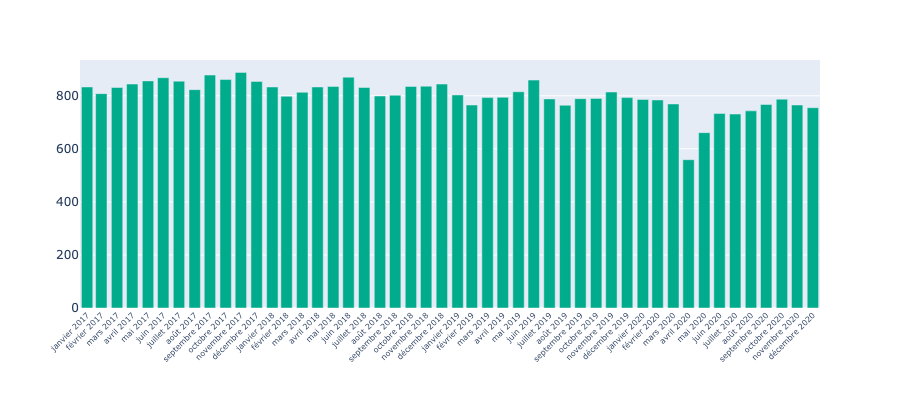 800
600
400
200
0
janvier 2017
février 2017
mars 2017
avril 2017
mai 2017
juin 2017
juillet 2017
août 2017
septembre 2017
octobre 2017
novembre 2017
décembre 2017
janvier 2018
février 2018
mars 2018
avril 2018
mai 2018
juin 2018
juillet 2018
août 2018
septembre 2018
octobre 2018
novembre 2018
décembre 2018
janvier 2019
février 2019
mars 2019
avril 2019
mai 2019
juin 2019
juillet 2019
août 2019
septembre 2019
octobre 2019
novembre 2019
décembre 2019
janvier 2020
février 2020
mars 2020
avril 2020
mai 2020
juin 2020
juillet 2020
août 2020
septembre 2020
octobre 2020
novembre 2020
décembre 2020